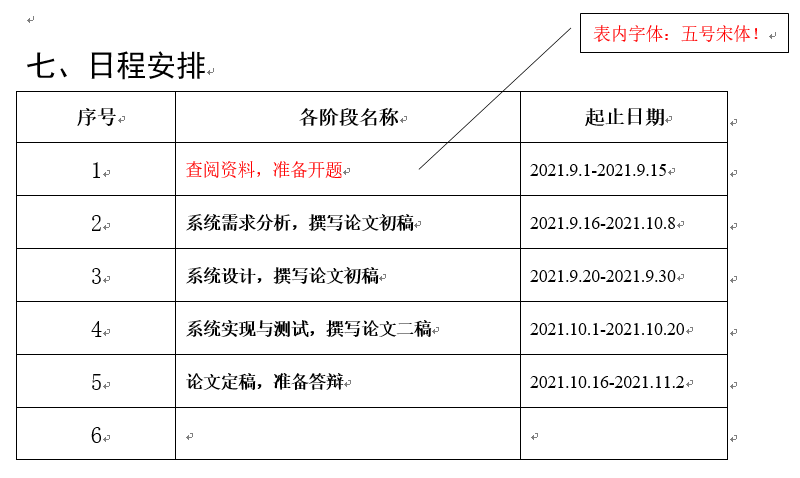 表内字体：五号宋体！
七、日程安排
序号 各阶段名称 起止日期
1 查阅资料，准备开题 2021.9.1-2021.9.15
2 系统需求分析，撰写论文初稿 2021.9.16-2021.10.8
3 系统设计，撰写论文初稿 2021.9.20-2021.9.30
4 系统实现与测试，撰写论文二稿 2021.10.1-2021.10.20
5 论文定稿，准备答辩 2021.10.16-2021.11.2
6